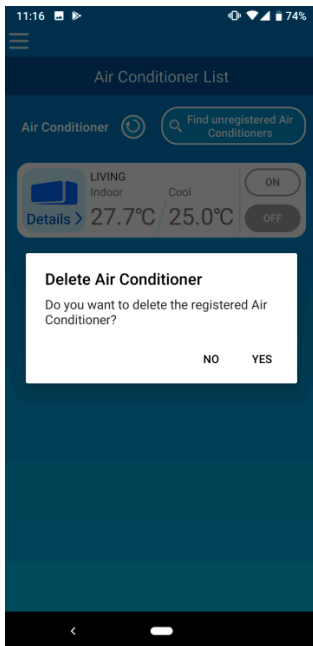 11:16 74%
Air Conditioner List
Air Conditioner
Find unregistered Air
Conditioners
LIVING
Indoor Cool
ON
Details > 27.7℃ 25.0℃
OFF
Delete Air Conditioner
Do you want to delete the registered Air
Conditioner?
NO YES